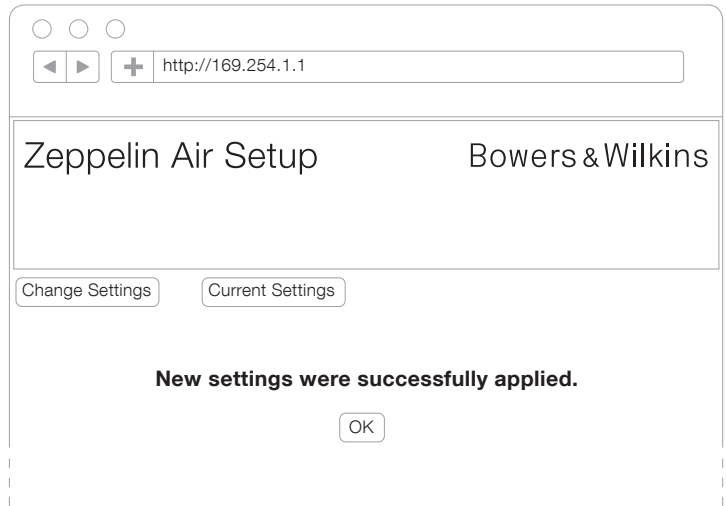 http://169.254.1.1
Zeppelin Air Setup Bowers & Wilkins
Change Settings Current Settings
New settings were successfully applied.
OK